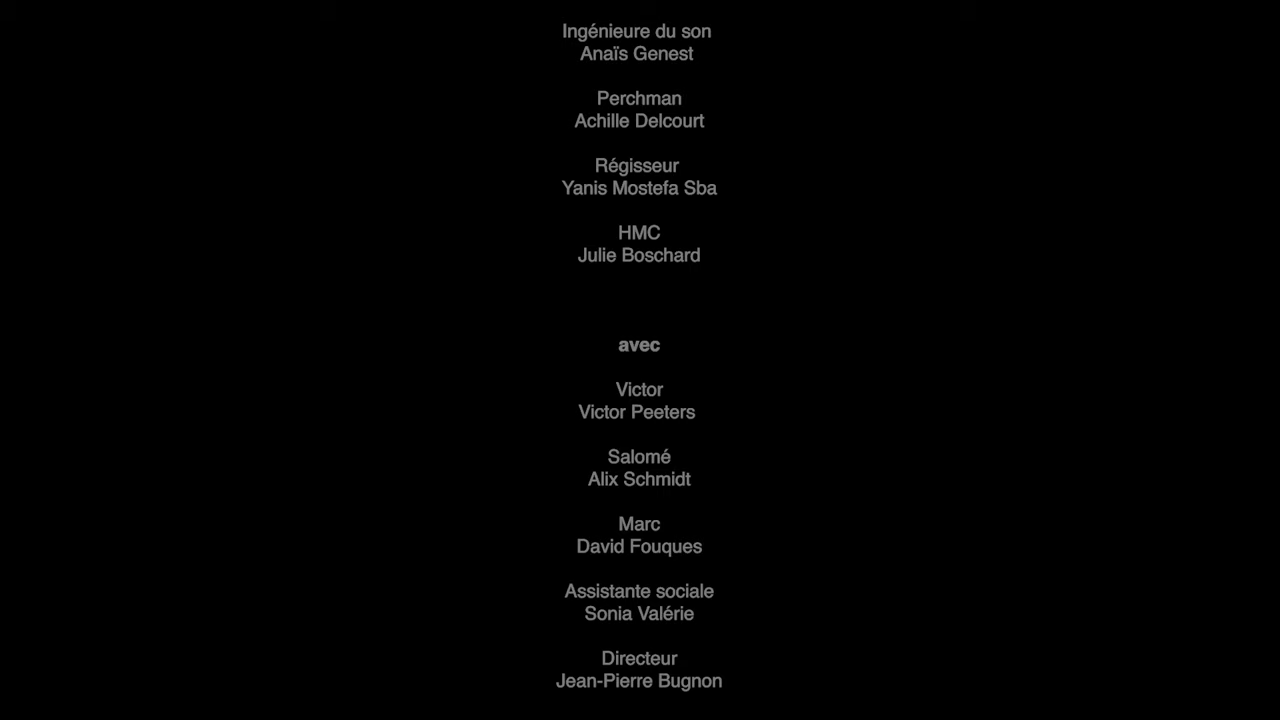 Ingénieure du son
Anaïs Genest
Perchman
Achille Delcourt
Régisseur
Yanis Mostefa Sba
HMC
Julie Boschard
avec
Victor
Victor Peeters
Salomé
Alix Schmidt
Marc
David Fouques
Assistante sociale
Sonia Valérie
Directeur
Jean-Pierre Bugnon